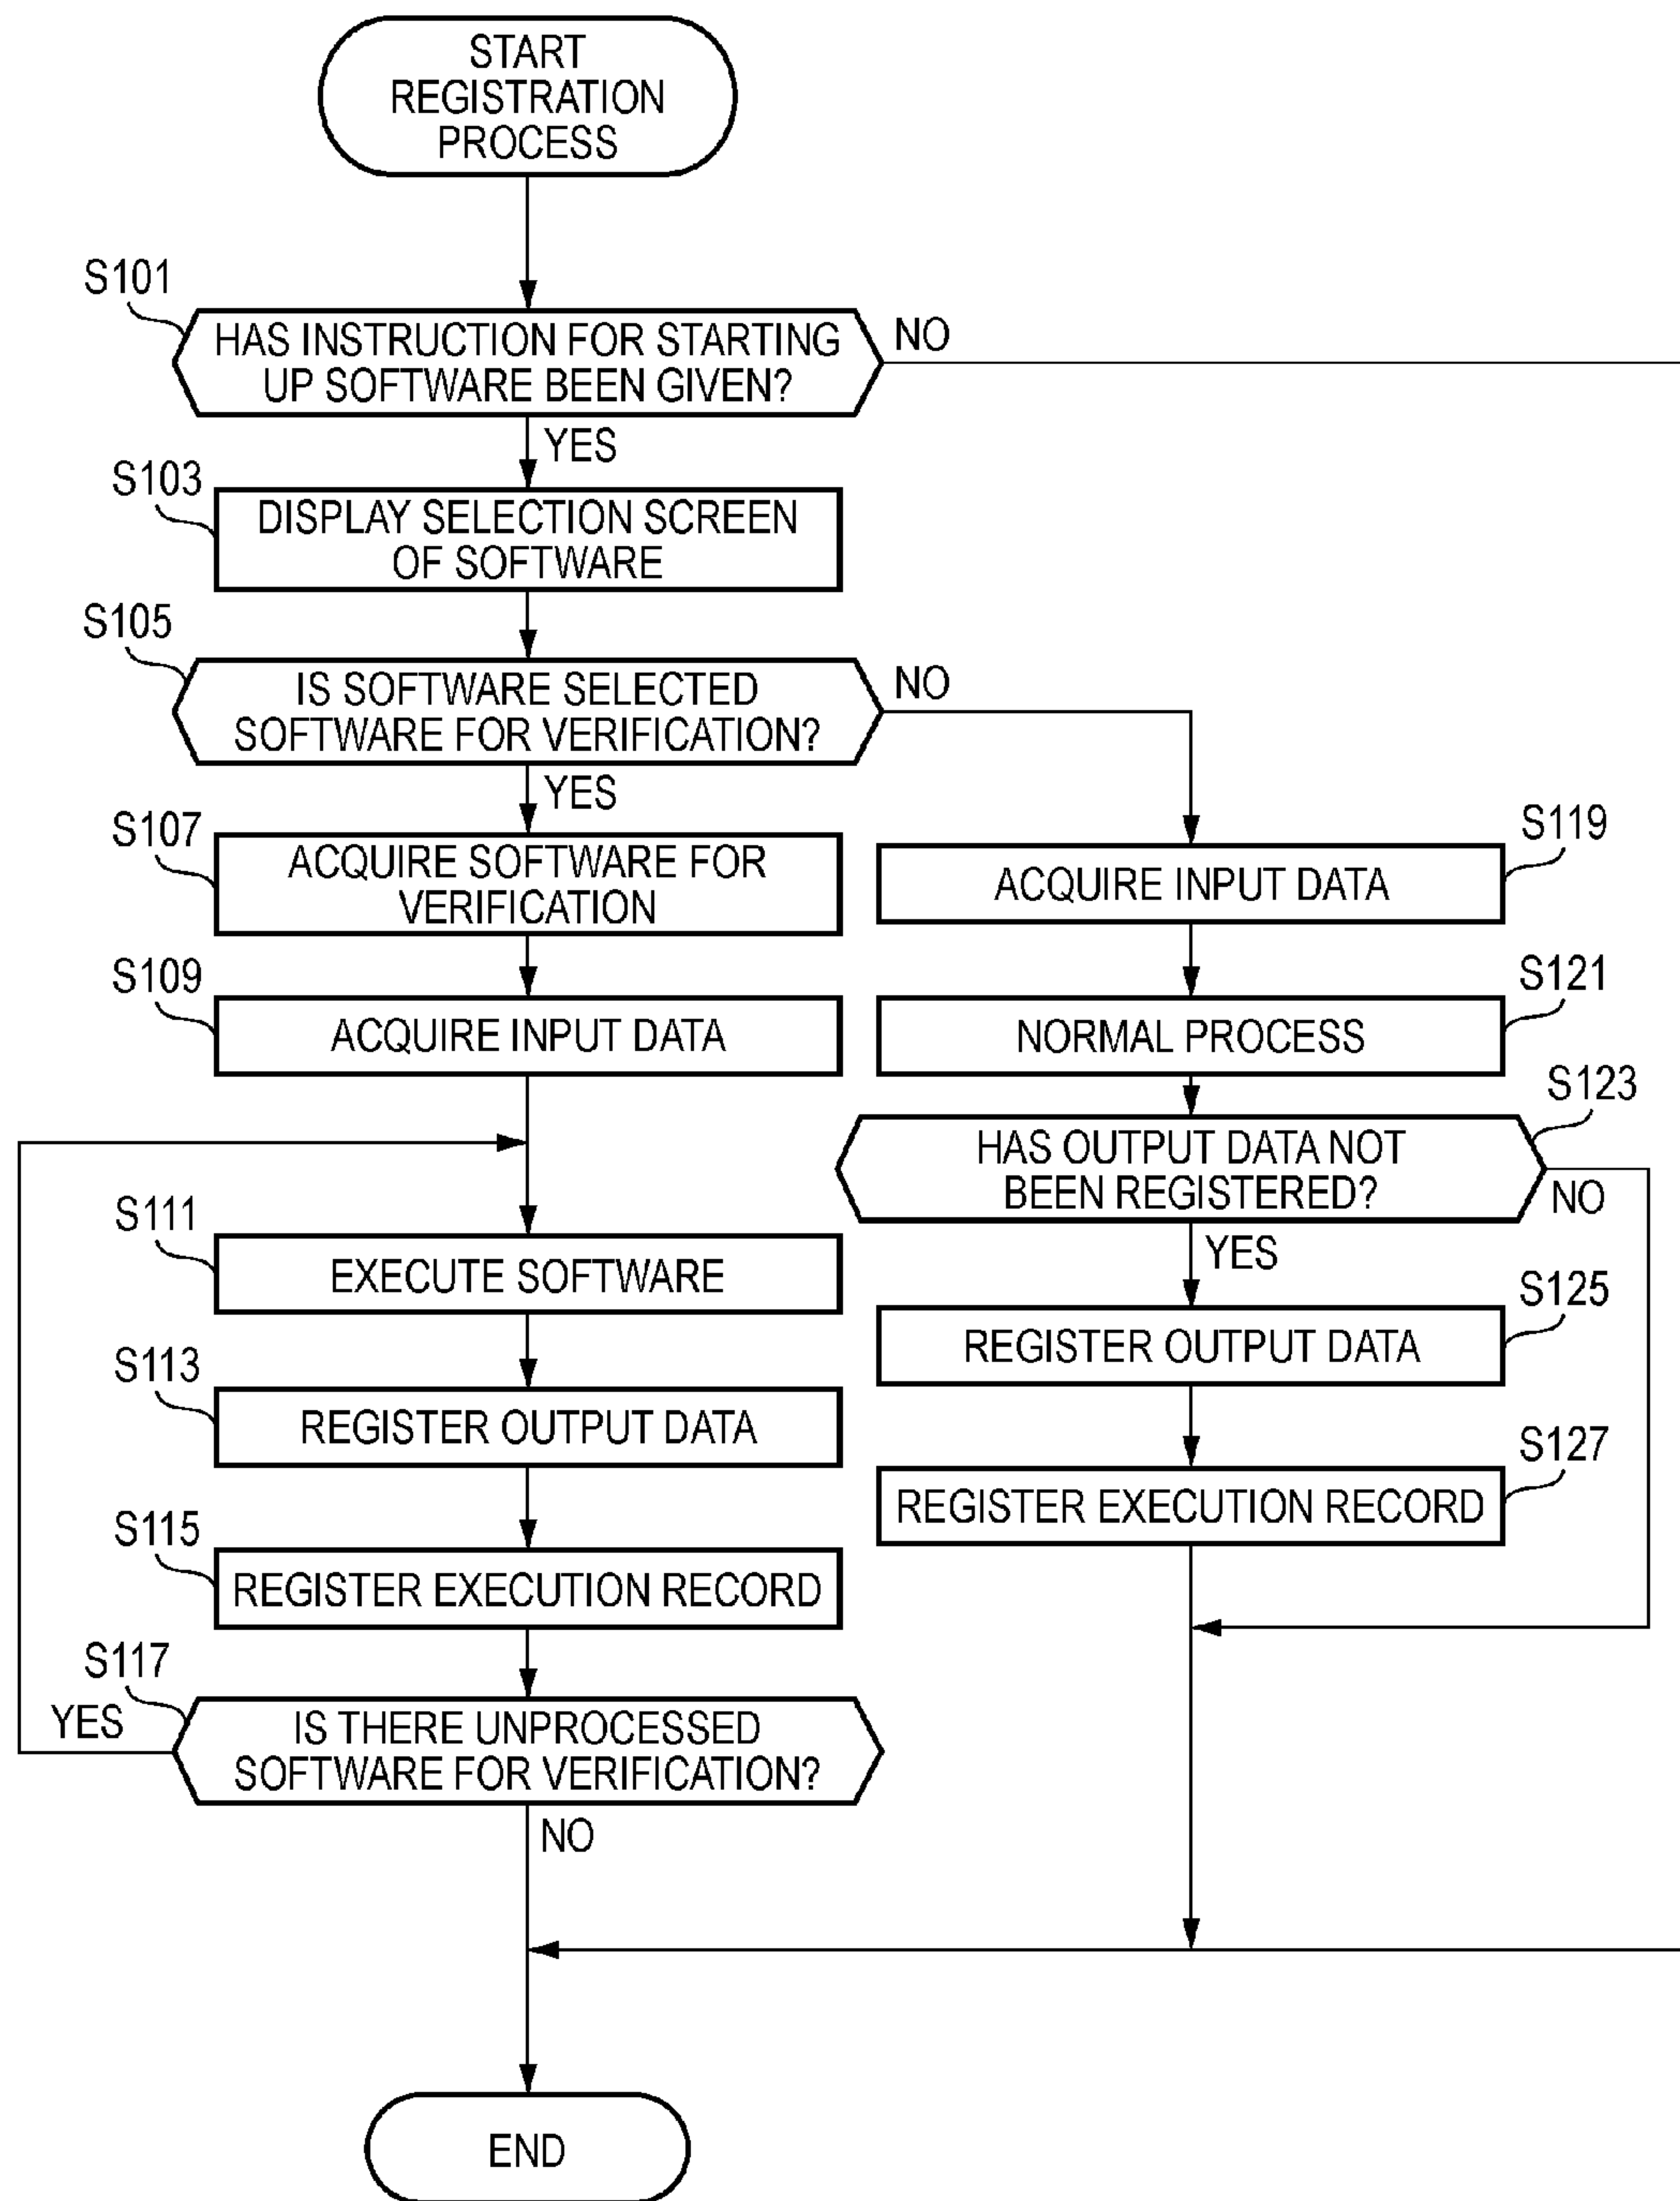 START
REGISTRATION
PROCESS
S101
HAS INSTRUCTION FOR STARTING
UP SOFTWARE BEEN GIVEN?
NO
YES
S103
DISPLAY SELECTION SCREEN
OF SOFTWARE
S105
IS SOFTWARE SELECTED
SOFTWARE FOR VERIFICATION?
NO
YES
S107
ACQUIRE SOFTWARE FOR
VERIFICATION
S109
ACQUIRE INPUT DATA
S111
EXECUTE SOFTWARE
S113
REGISTER OUTPUT DATA
S115
REGISTER EXECUTION RECORD
S117
YES
IS THERE UNPROCESSED
SOFTWARE FOR VERIFICATION?
NO
S119
ACQUIRE INPUT DATA
S121
NORMAL PROCESS
S123
HAS OUTPUT DATA NOT
BEEN REGISTERED?
NO
YES
S125
REGISTER OUTPUT DATA
S127
REGISTER EXECUTION RECORD
END